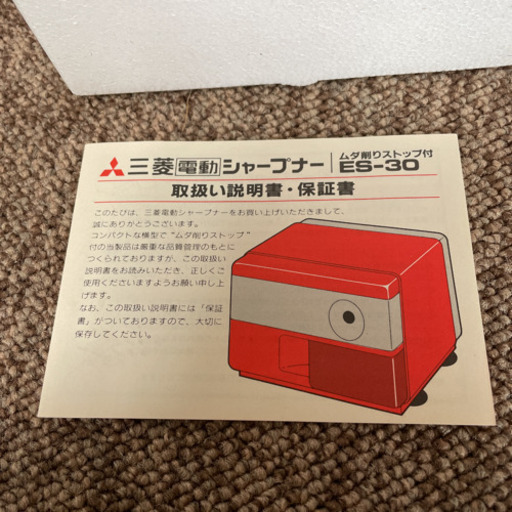 三菱電動シャープナー
ムダ削りストップ付
ES-30
取扱い説明書・保証書
このたびは、三菱電動シャープナーをお買い上げいただきまして、
誠にありがとうございます。
コンパクトな横型で“ムダ削りストップ”
付の当製品は厳重な品質管理のもとに
つくられておりますが、この取扱い
説明書をお読みいただき、正しくご
使用くださいますようお願い申し上
げます。
なお、この取扱い説明書には「保証
書」がついておりますので、大切に
保存してください。